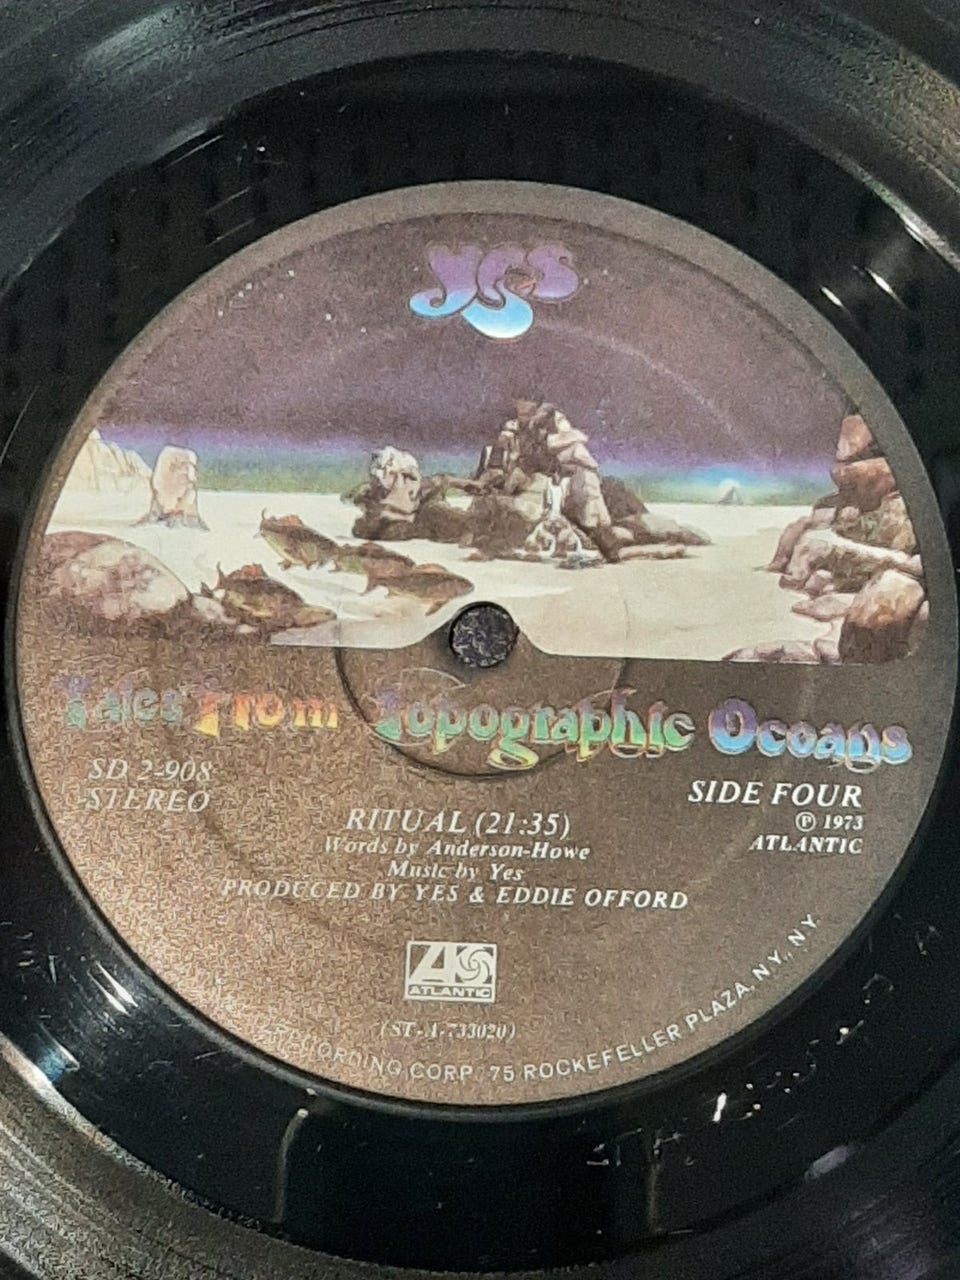 Yes
Tales From Topographic Oceans
SD 2-908
STEREO
SIDE FOUR
Ⓟ 1973
ATLANTIC
RITUAL (21:35)
Words by Anderson-Howe
Music by Yes
PRODUCED BY YES & EDDIE OFFORD
ATLANTIC
(ST-A-733020)
RECORDING CORP. 75 ROCKEFELLER PLAZA, N.Y., N.Y.